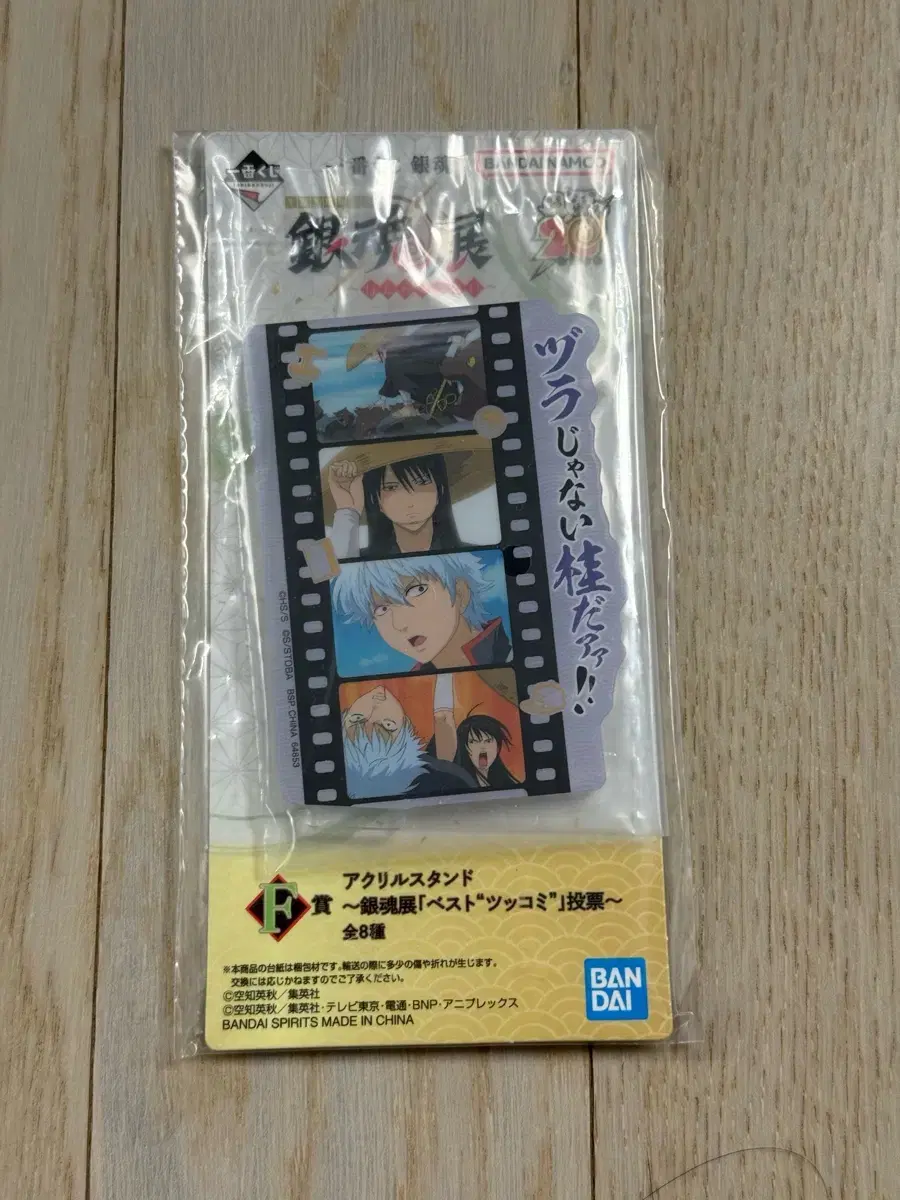 一番くじ
番 銀魂
BANDAI NAMCO
銀魂展
20
ヅラじゃない桂だァァ!!
©HS/S ©S/STDBA BSP CHINA 64653
F賞
アクリルスタンド
～銀魂展「ベスト“ツッコミ”」投票～
全8種
※本商品の台紙は梱包材です。輸送の際に多少の傷や折れが生じます。
交換には応じかねますのでご了承ください。
©空知英秋／集英社
©空知英秋／集英社・テレビ東京・電通・BNP・アニプレックス
BANDAI SPIRITS MADE IN CHINA
BAN
DAI